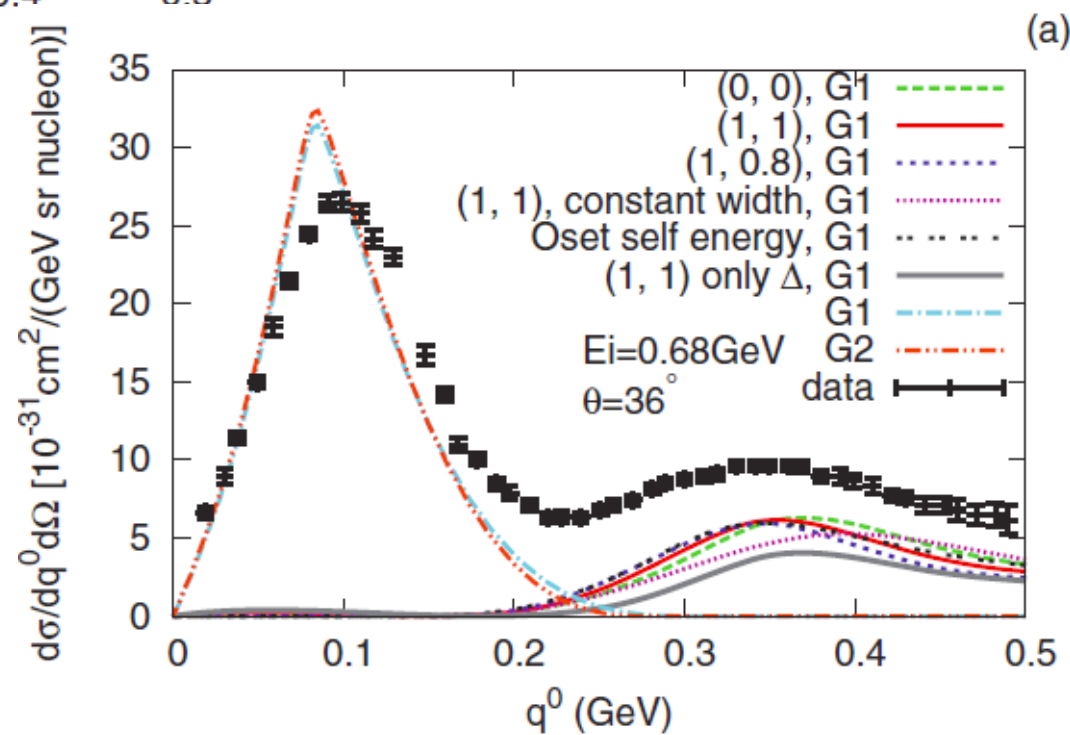 (a)
dσ/dq⁰dΩ [10⁻³¹cm²/(GeV sr nucleon)]
35
30
25
20
15
10
5
0
(0, 0), G1
(1, 1), G1
(1, 0.8), G1
(1, 1), constant width, G1
Oset self energy, G1
(1, 1) only Δ, G1
G1
Ei=0.68GeV G2
θ=36° data
0 0.1 0.2 0.3 0.4 0.5
q⁰ (GeV)